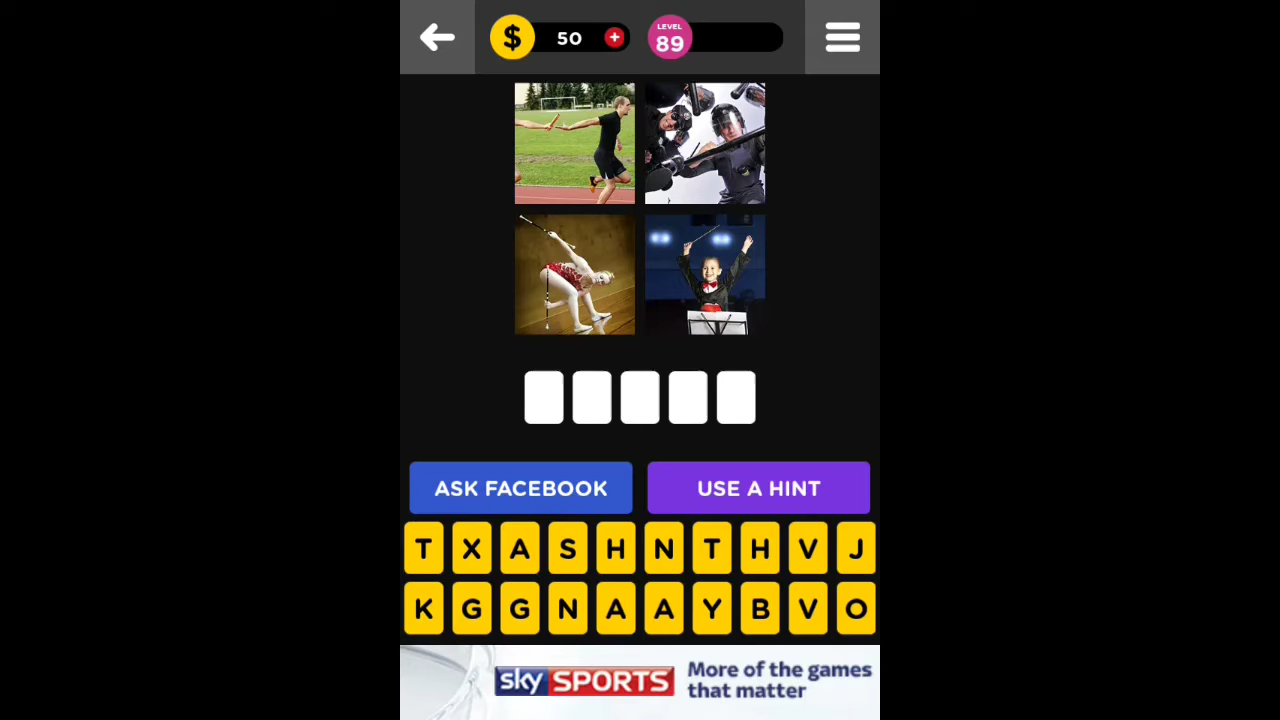 $ 50 + LEVEL
89
ASK FACEBOOK USE A HINT
T X A S H N T H V J
K G G N A A Y B V O
sky SPORTS More of the games
that matter